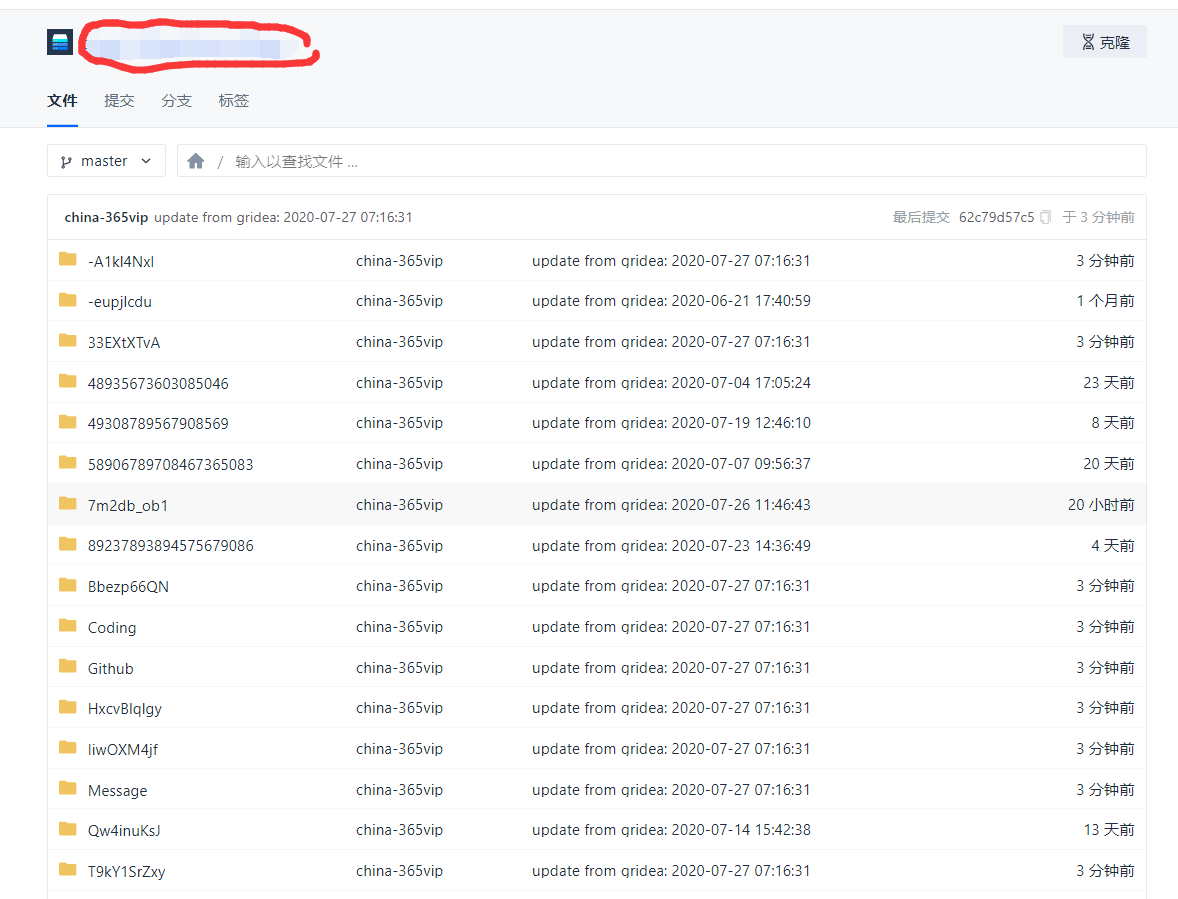 克隆
文件 提交 分支 标签
master / 输入以查找文件 ...
china-365vip update from gridea: 2020-07-27 07:16:31 最后提交 62c79d57c5 于 3 分钟前
-A1kI4NxI china-365vip update from gridea: 2020-07-27 07:16:31 3 分钟前
-eupjIcdu china-365vip update from gridea: 2020-06-21 17:40:59 1 个月前
33EXtXTvA china-365vip update from gridea: 2020-07-27 07:16:31 3 分钟前
48935673603085046 china-365vip update from gridea: 2020-07-04 17:05:24 23 天前
49308789567908569 china-365vip update from gridea: 2020-07-19 12:46:10 8 天前
58906789708467365083 china-365vip update from gridea: 2020-07-07 09:56:37 20 天前
7m2db_ob1 china-365vip update from gridea: 2020-07-26 11:46:43 20 小时前
89237893894575679086 china-365vip update from gridea: 2020-07-23 14:36:49 4 天前
Bbezp66QN china-365vip update from gridea: 2020-07-27 07:16:31 3 分钟前
Coding china-365vip update from gridea: 2020-07-27 07:16:31 3 分钟前
Github china-365vip update from gridea: 2020-07-27 07:16:31 3 分钟前
HxcvBIqIgy china-365vip update from gridea: 2020-07-27 07:16:31 3 分钟前
IiwOXM4jf china-365vip update from gridea: 2020-07-27 07:16:31 3 分钟前
Message china-365vip update from gridea: 2020-07-27 07:16:31 3 分钟前
Qw4inuKsJ china-365vip update from gridea: 2020-07-14 15:42:38 13 天前
T9kY1SrZxy china-365vip update from gridea: 2020-07-27 07:16:31 3 分钟前